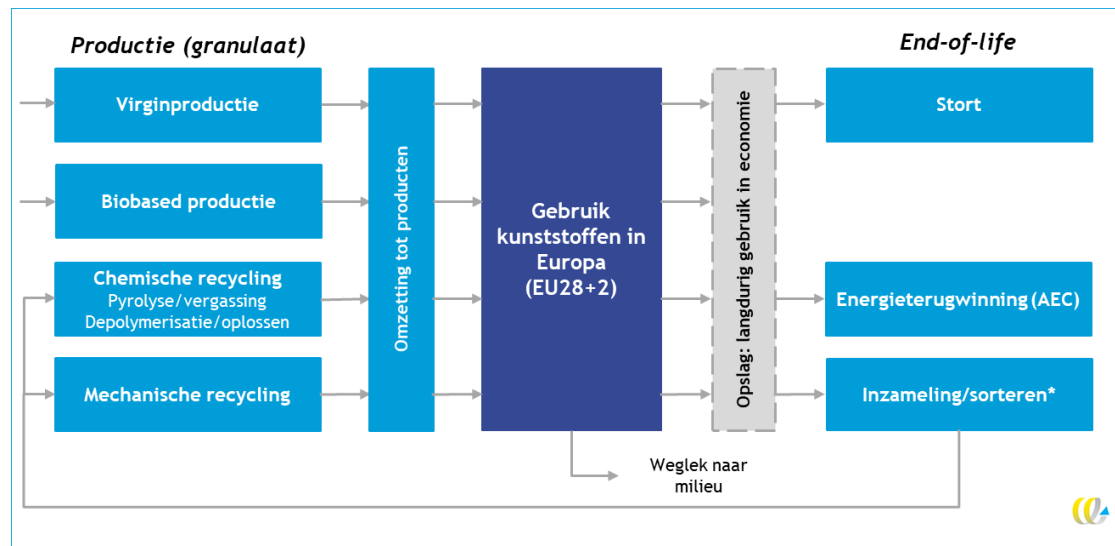 Productie (granulaat)
End-of-life
Virginproductie
Biobased productie
Chemische recycling
Pyrolyse/vergassing
Depolymerisatie/oplossen
Mechanische recycling
Omzetting tot producten
Gebruik
kunststoffen in
Europa
(EU28+2)
Opslag: langdurig gebruik in economie
Stort
Energieterugwinning (AEC)
Inzameling/sorteren*
Weglek naar
milieu